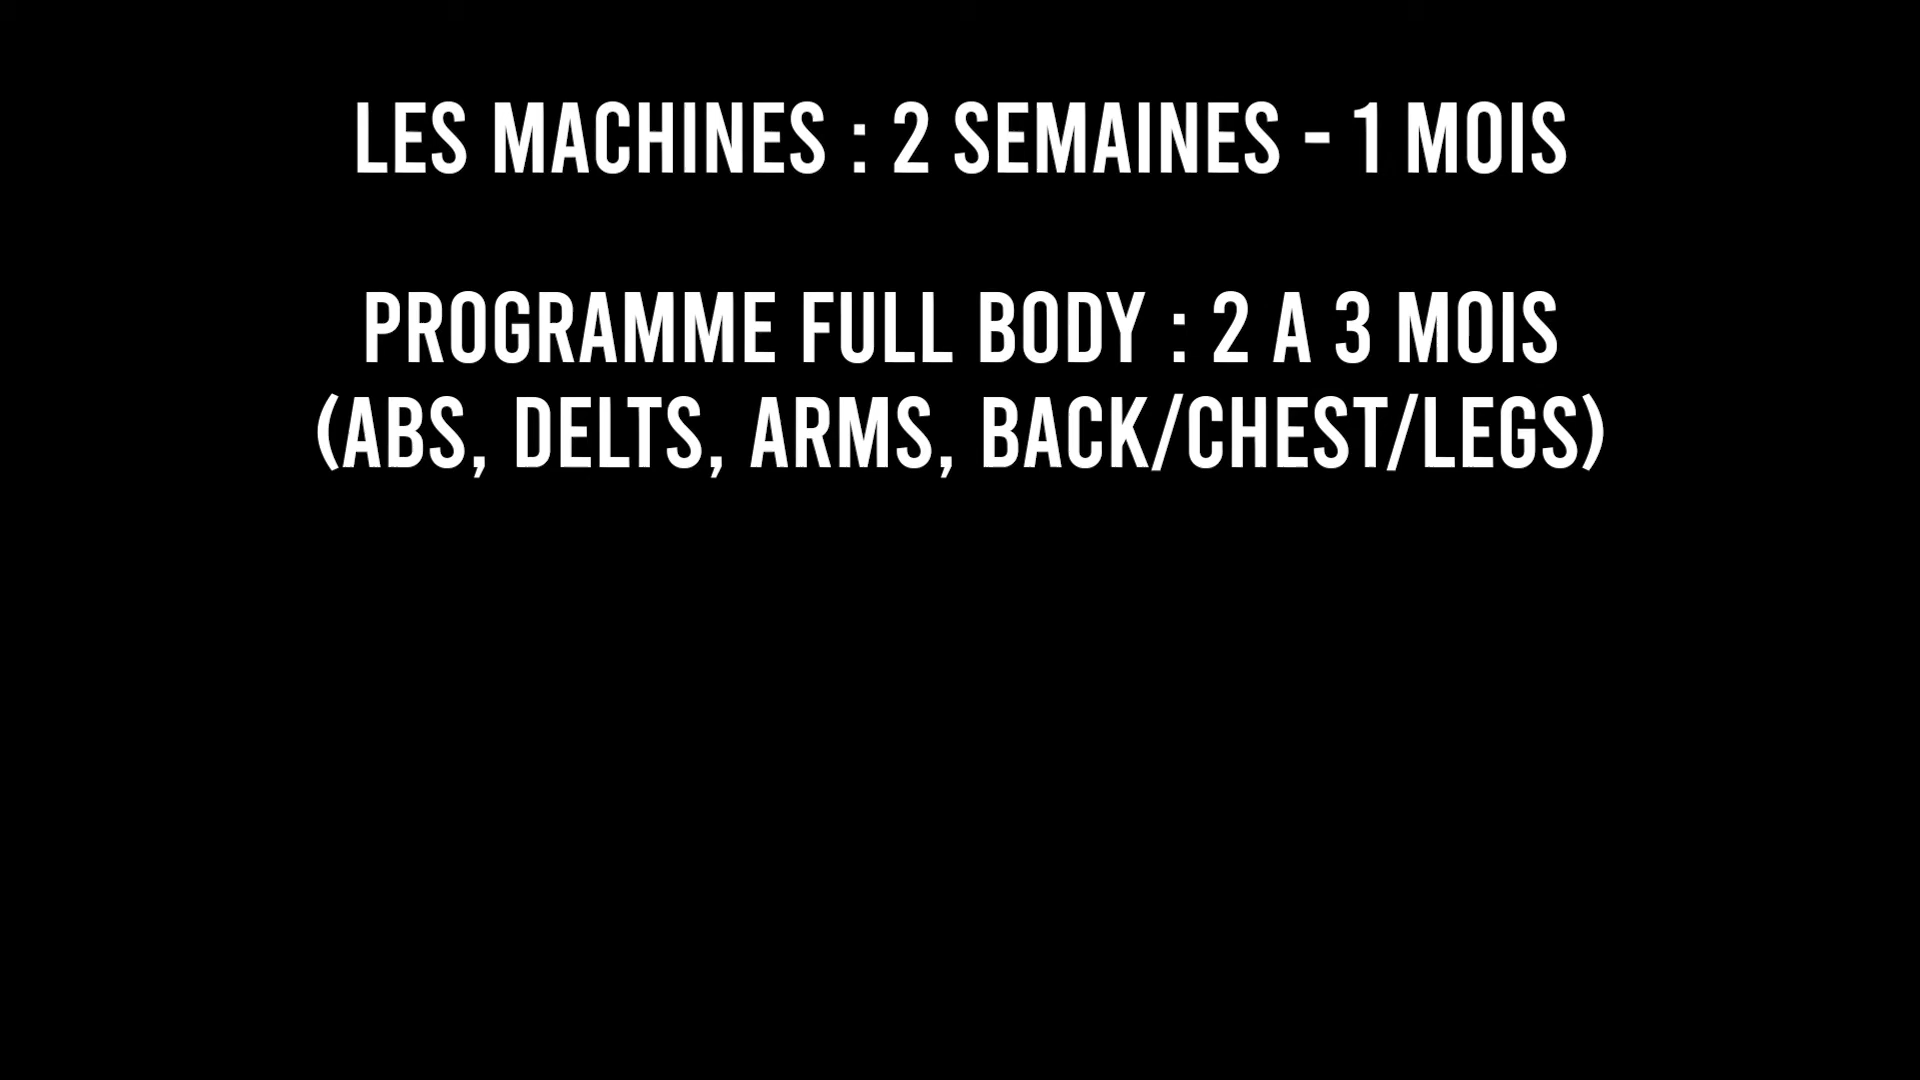 LES MACHINES : 2 SEMAINES - 1 MOIS
PROGRAMME FULL BODY : 2 A 3 MOIS
(ABS, DELTS, ARMS, BACK/CHEST/LEGS)